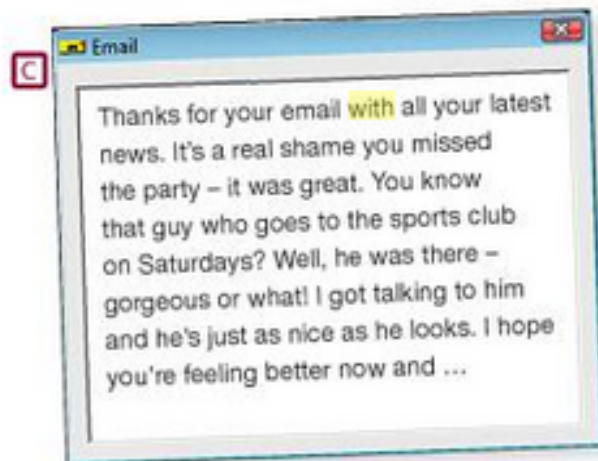 Email
C
Thanks for your email with all your latest
news. It's a real shame you missed
the party – it was great. You know
that guy who goes to the sports club
on Saturdays? Well, he was there –
gorgeous or what! I got talking to him
and he's just as nice as he looks. I hope
you're feeling better now and ...